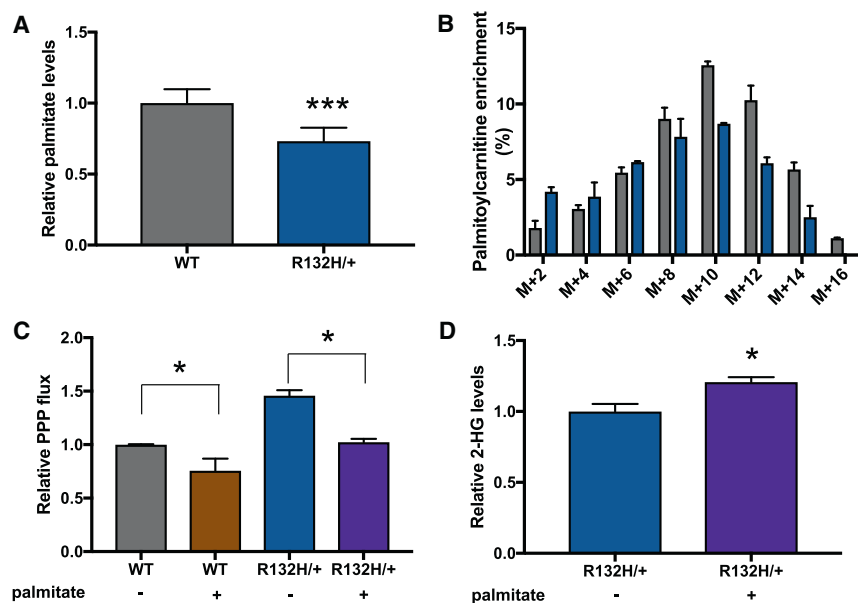 A
Relative palmitate levels
1.5
1.0
0.5
0.0
***
WT
R132H/+
B
Palmitoylcarnitine enrichment
(%)
15
10
5
0
M+2
M+4
M+6
M+8
M+10
M+12
M+14
M+16
C
Relative PPP flux
2.0
1.5
1.0
0.5
0.0
*
*
WT
WT
R132H/+
R132H/+
palmitate
-
+
-
+
D
Relative 2-HG levels
1.5
1.0
0.5
0.0
*
R132H/+
R132H/+
palmitate
-
+